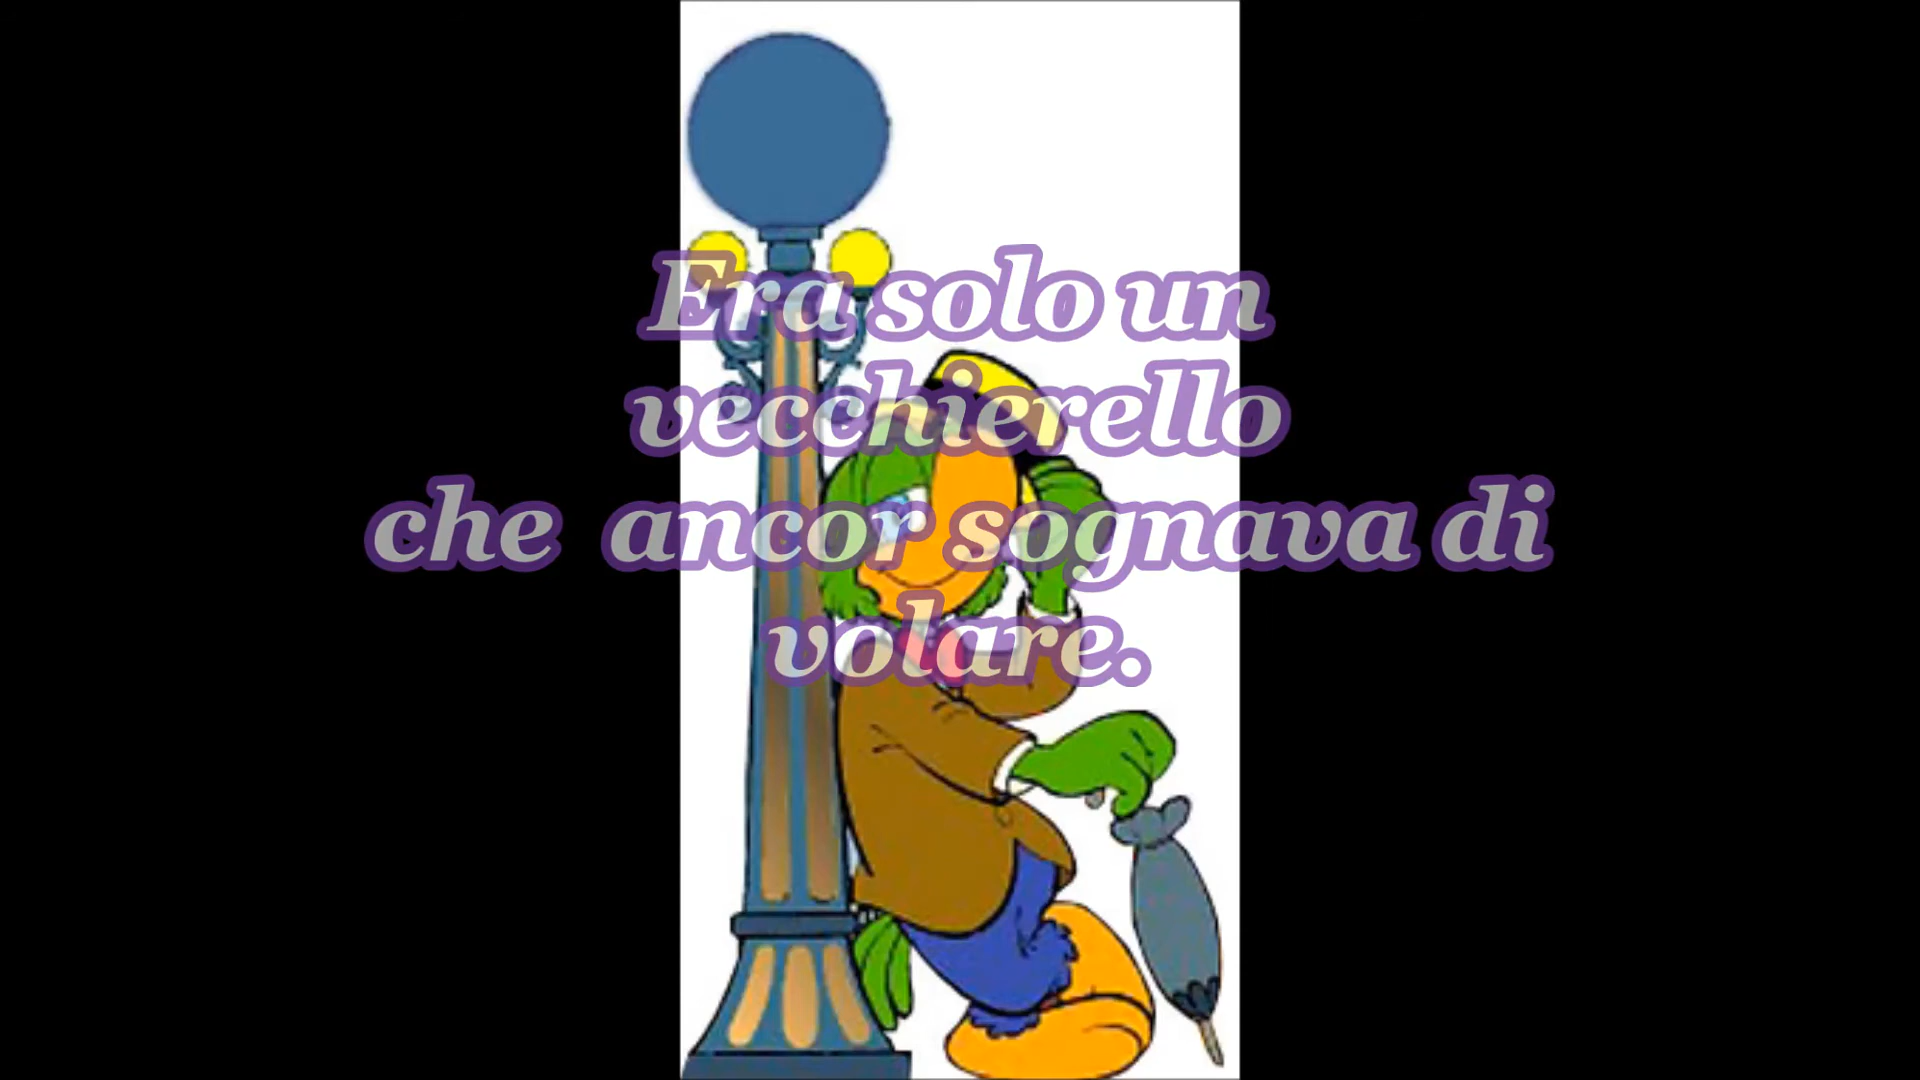 Era solo un
vecchierello
che ancor sognava di
volare.